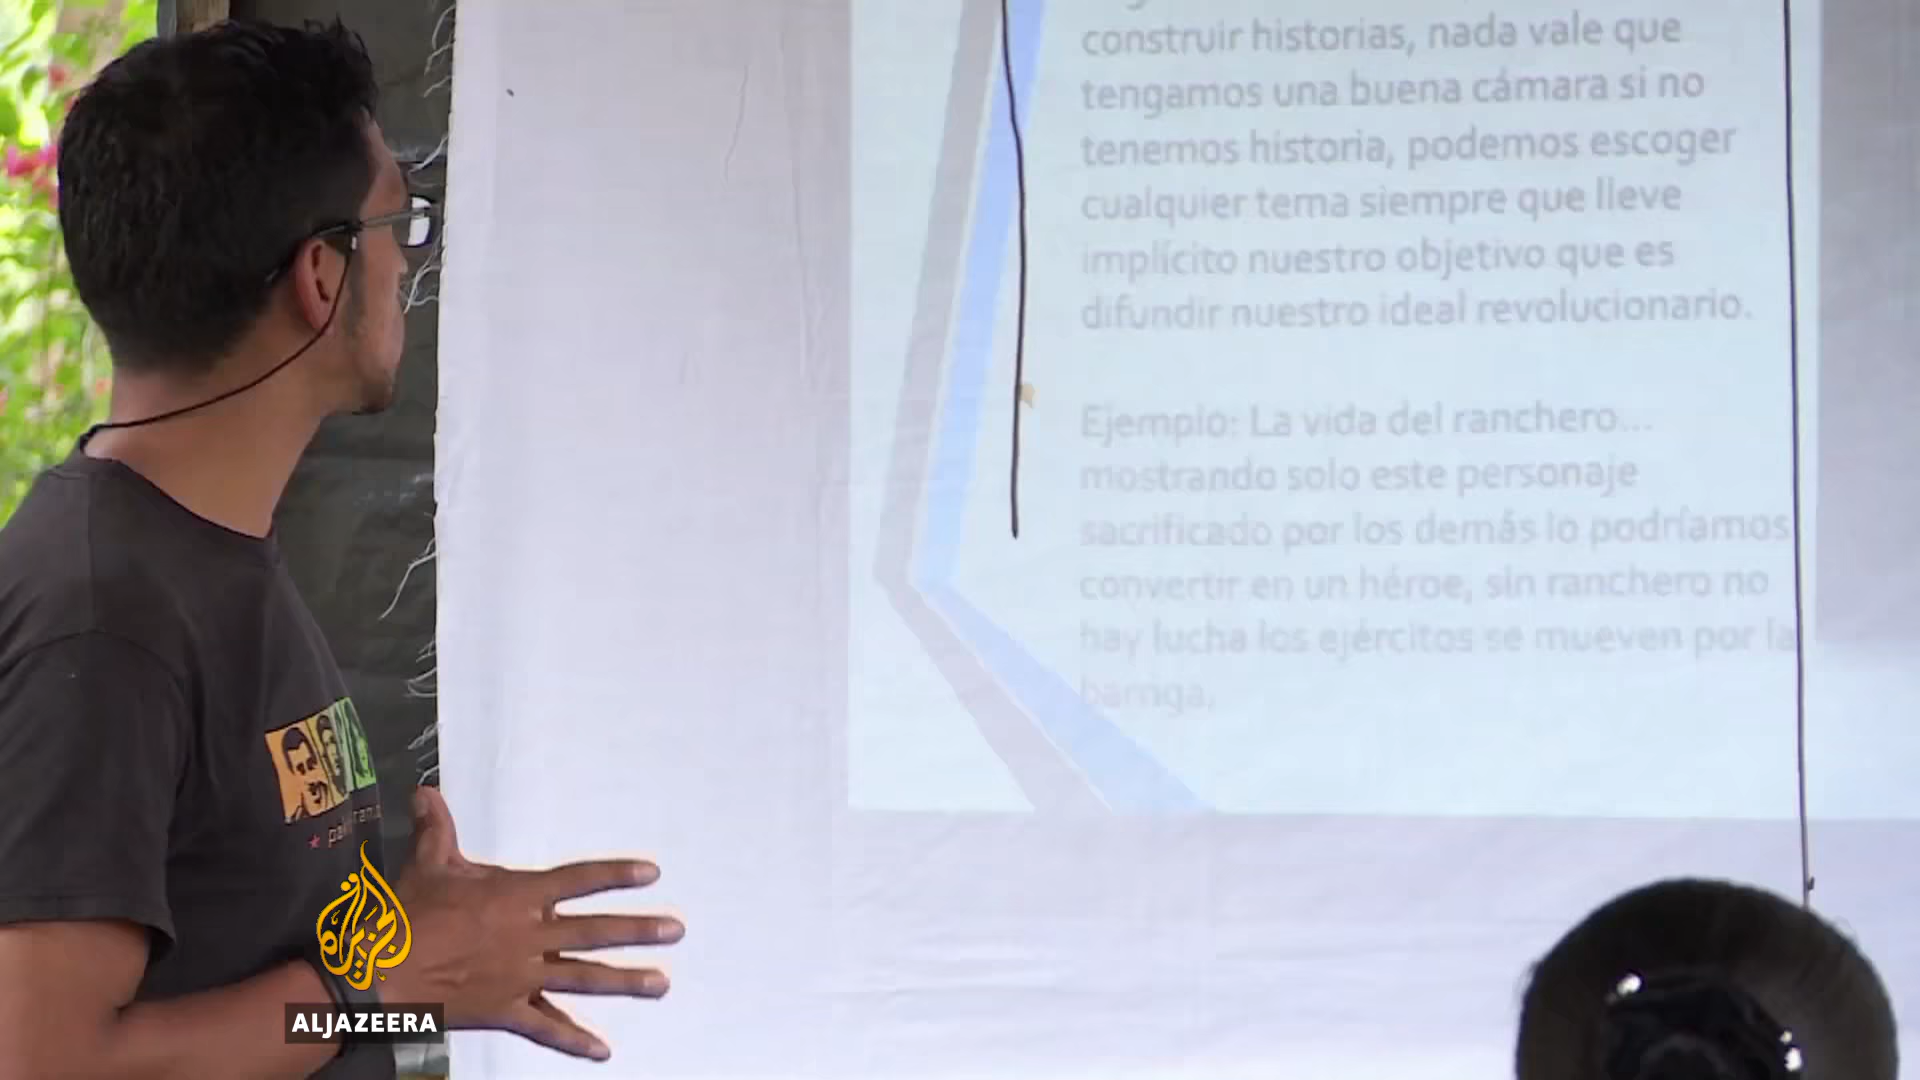 construir historias, nada vale que
tengamos una buena cámara si no
tenemos historia, podemos escoger
cualquier tema siempre que lleve
implícito nuestro objetivo que es
difundir nuestro ideal revolucionario.
Ejemplo: La vida del ranchero...
mostrando solo este personaje
sacrificado por los demás lo podríamos
convertir en un héroe, sin ranchero no
hay lucha los ejércitos se mueven por la
barriga.
الجزيرة
ALJAZEERA